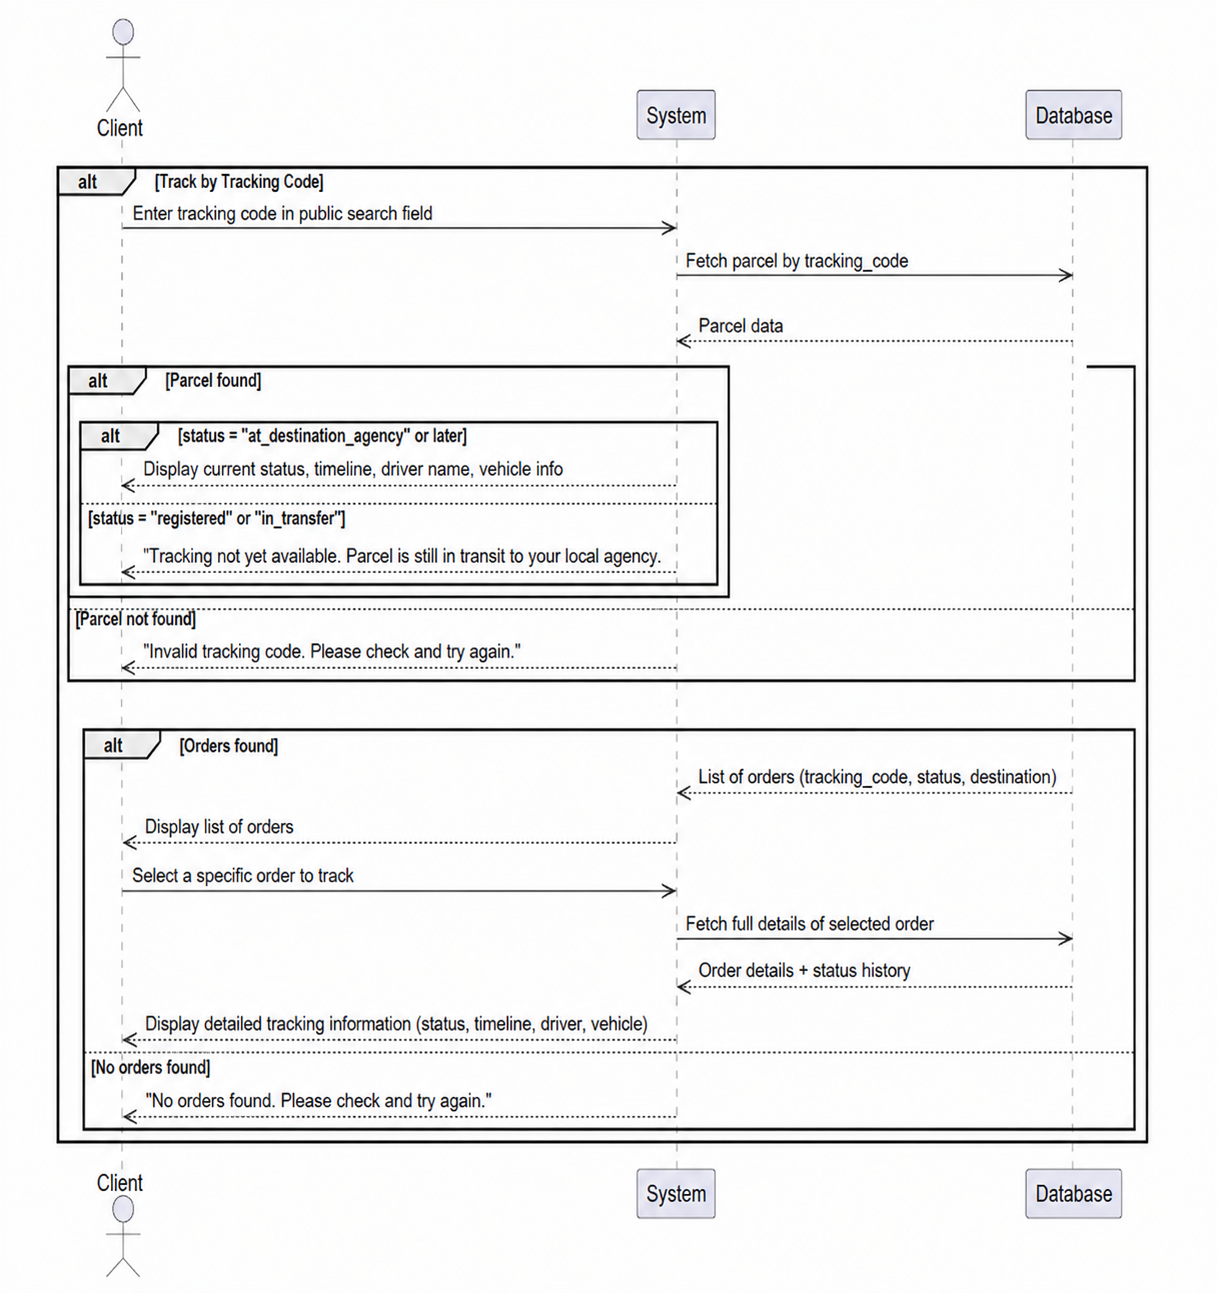 Client
System
Database
alt [Track by Tracking Code]
Enter tracking code in public search field
Fetch parcel by tracking_code
Parcel data
alt [Parcel found]
alt [status = "at_destination_agency" or later]
Display current status, timeline, driver name, vehicle info
[status = "registered" or "in_transfer"]
"Tracking not yet available. Parcel is still in transit to your local agency.
[Parcel not found]
"Invalid tracking code. Please check and try again."
alt [Orders found]
List of orders (tracking_code, status, destination)
Display list of orders
Select a specific order to track
Fetch full details of selected order
Order details + status history
Display detailed tracking information (status, timeline, driver, vehicle)
[No orders found]
"No orders found. Please check and try again."
Client
System
Database